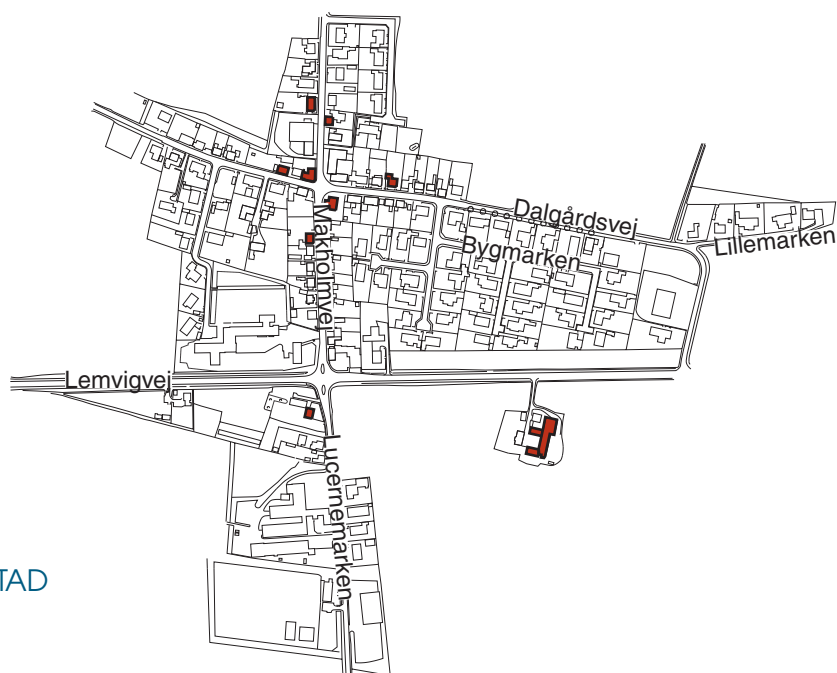 Dalgårdsvej
Bygmarken
Lillemarken
Makholmvej
Lemvigvej
Lucernemarken
TAD